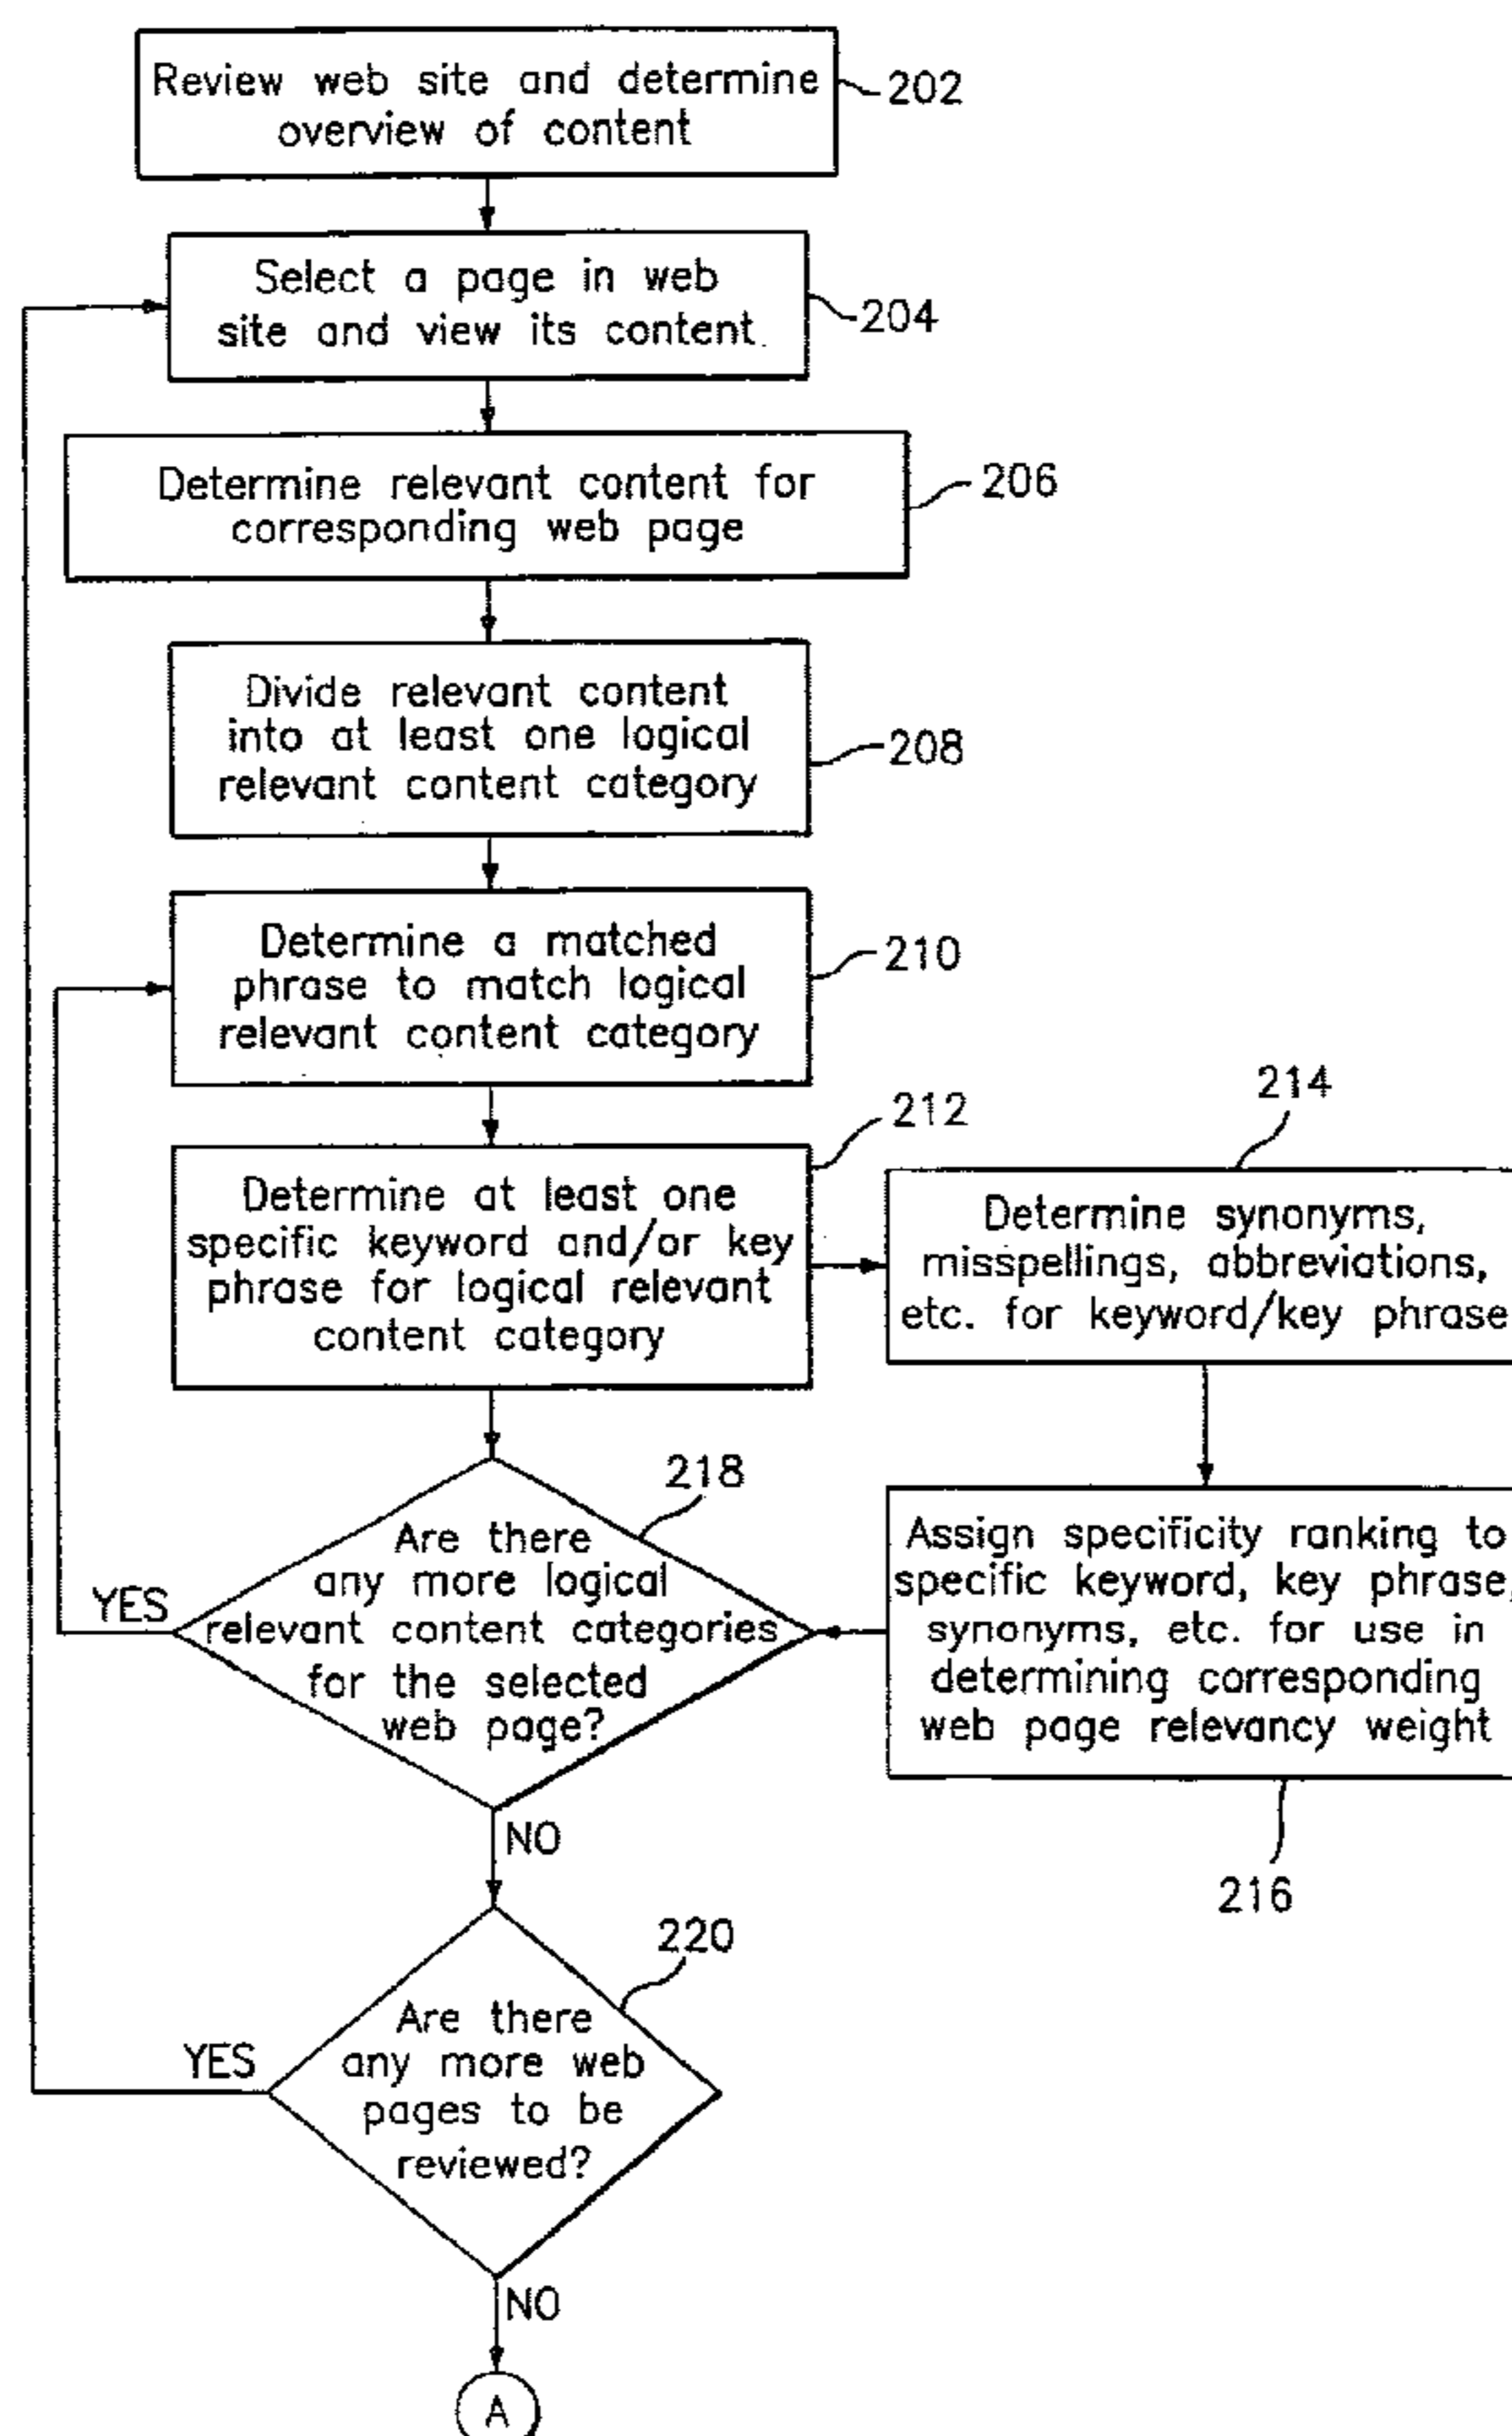 Review web site and determine
overview of content
202
Select a page in web
site and view its content
204
Determine relevant content for
corresponding web page
206
Divide relevant content
into at least one logical
relevant content category
208
Determine a matched
phrase to match logical
relevant content category
210
Determine at least one
specific keyword and/or key
phrase for logical relevant
content category
212
214
Determine synonyms,
misspellings, abbreviations,
etc. for keyword/key phrase
Assign specificity ranking to
specific keyword, key phrase,
synonyms, etc. for use in
determining corresponding
web page relevancy weight
216
218
Are there
any more logical
relevant content categories
for the selected
web page?
YES
NO
220
Are there
any more web
pages to be
reviewed?
YES
NO
A